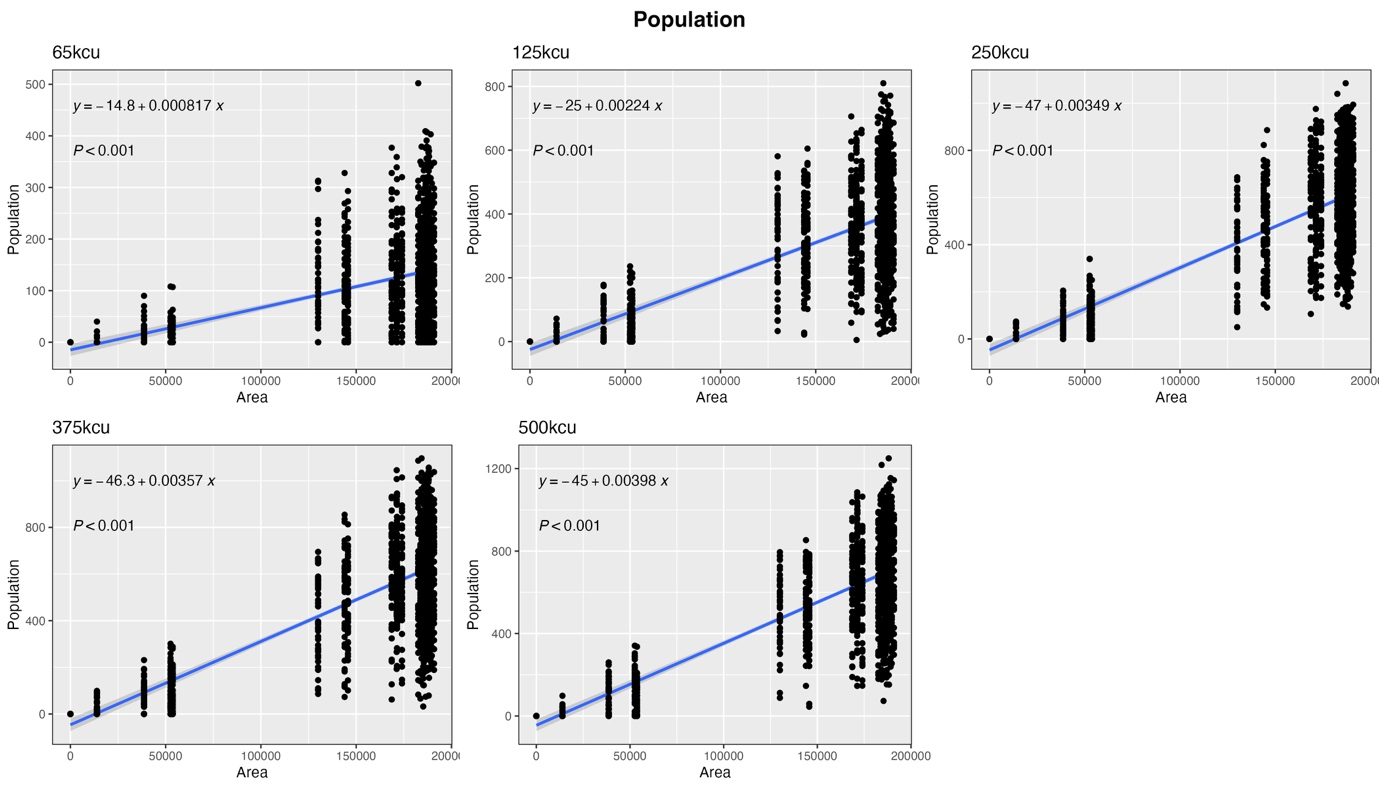 Population
65kcu
125kcu
250kcu
500
400
300
200
100
0
y = −14.8 + 0.000817 x
P < 0.001
Population
0
50000
100000
150000
20000
Area
800
600
400
200
0
y = −25 + 0.00224 x
P < 0.001
Population
0
50000
100000
150000
20000
Area
800
400
0
y = −47 + 0.00349 x
P < 0.001
Population
0
50000
100000
150000
20000
Area
375kcu
500kcu
800
400
0
y = −46.3 + 0.00357 x
P < 0.001
Population
0
50000
100000
150000
20000
Area
1200
800
400
0
y = −45 + 0.00398 x
P < 0.001
Population
0
50000
100000
150000
200000
Area